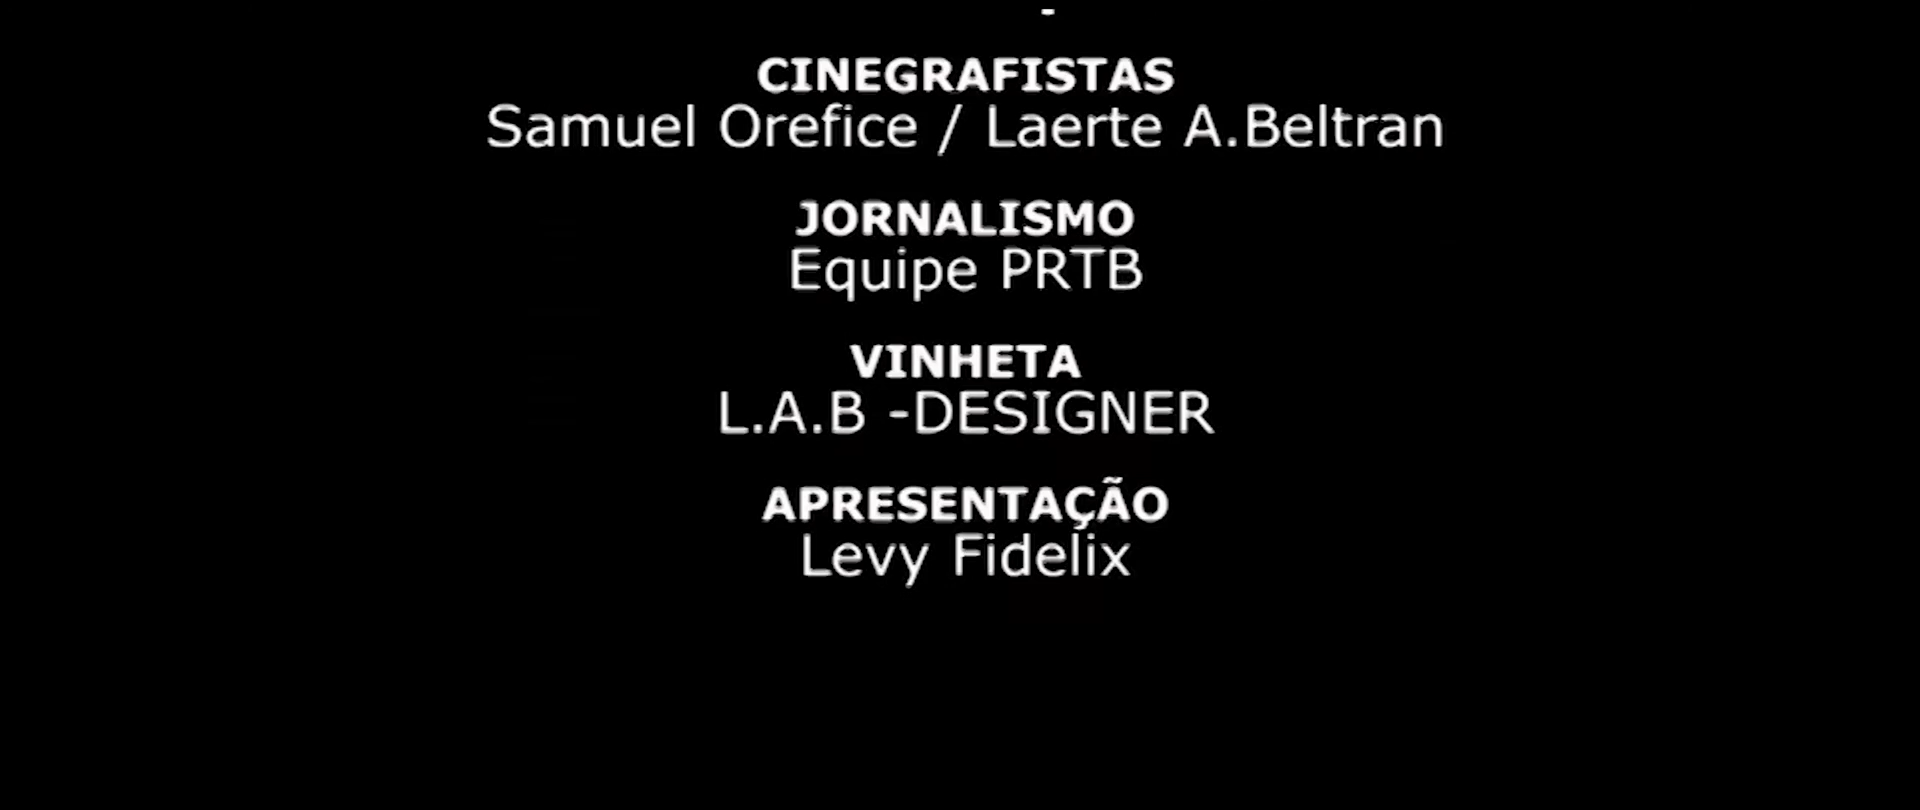 CINEGRAFISTAS
Samuel Orefice / Laerte A.Beltran
JORNALISMO
Equipe PRTB
VINHETA
L.A.B -DESIGNER
APRESENTAÇÃO
Levy Fidelix